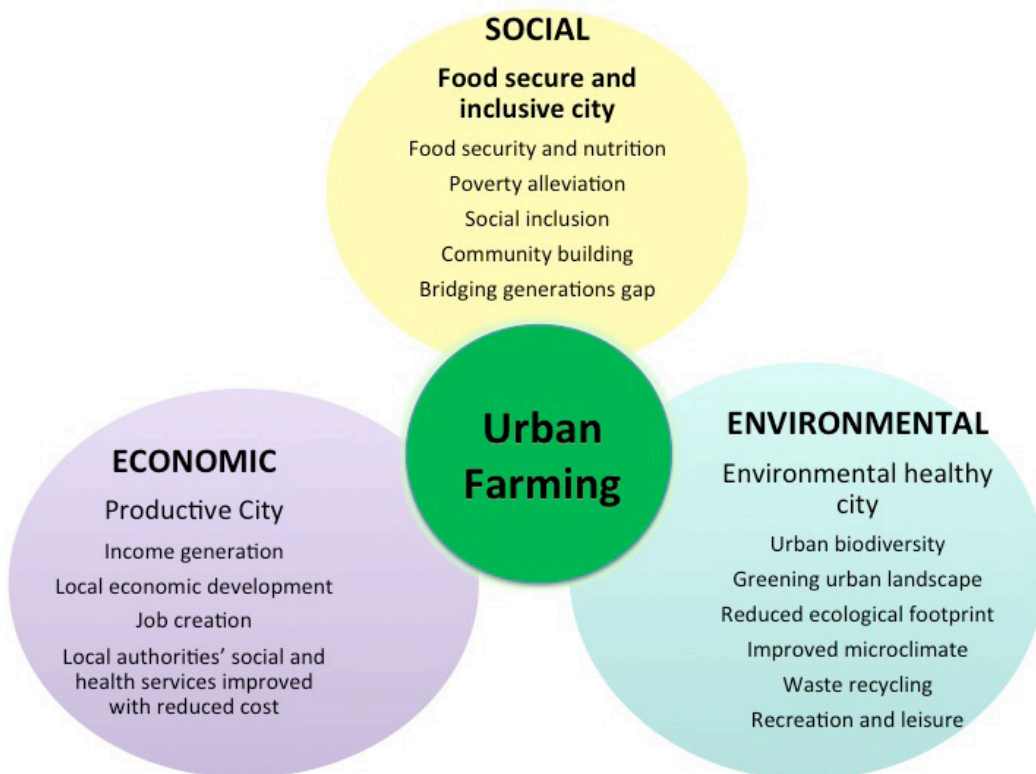 SOCIAL
Food secure and
inclusive city
Food security and nutrition
Poverty alleviation
Social inclusion
Community building
Bridging generations gap
Urban
Farming
ECONOMIC
Productive City
Income generation
Local economic development
Job creation
Local authorities’ social and
health services improved
with reduced cost
ENVIRONMENTAL
Environmental healthy
city
Urban biodiversity
Greening urban landscape
Reduced ecological footprint
Improved microclimate
Waste recycling
Recreation and leisure